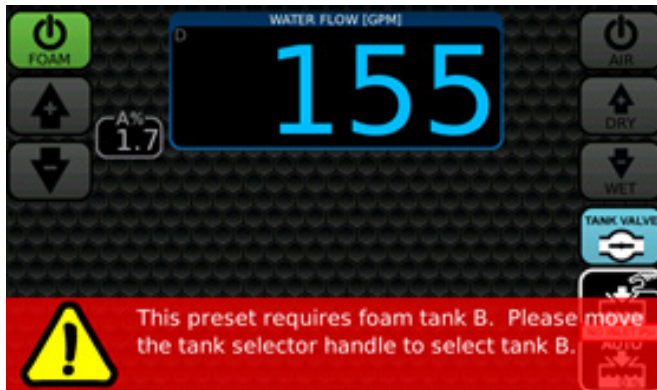 WATER FLOW [GPM]
FOAM
D
155
AIR
A%
1.7
DRY
WET
TANK VALVE
This preset requires foam tank B. Please move
the tank selector handle to select tank B.
AUTO